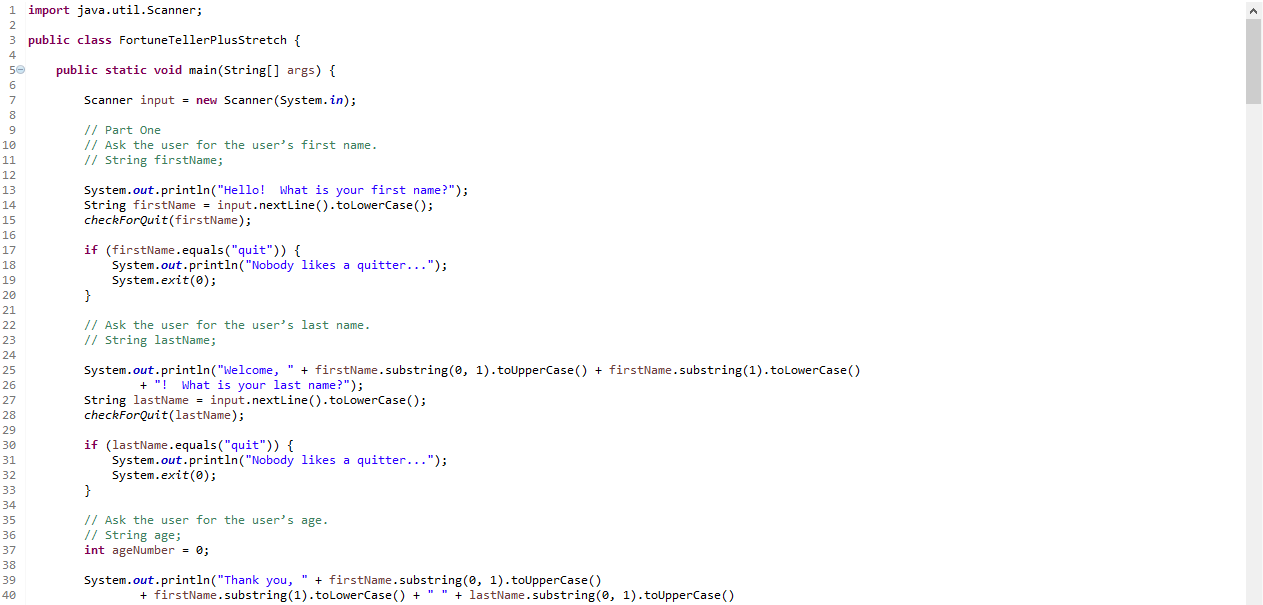 1 import java.util.Scanner;
2
3 public class FortuneTellerPlusStretch {
4
5 public static void main(String[] args) {
6
7 Scanner input = new Scanner(System.in);
8
9 // Part One
10 // Ask the user for the user’s first name.
11 // String firstName;
12
13 System.out.println("Hello!  What is your first name?");
14 String firstName = input.nextLine().toLowerCase();
15 checkForQuit(firstName);
16
17 if (firstName.equals("quit")) {
18 System.out.println("Nobody likes a quitter...");
19 System.exit(0);
20 }
21
22 // Ask the user for the user’s last name.
23 // String lastName;
24
25 System.out.println("Welcome, " + firstName.substring(0, 1).toUpperCase() + firstName.substring(1).toLowerCase()
26 + "!  What is your last name?");
27 String lastName = input.nextLine().toLowerCase();
28 checkForQuit(lastName);
29
30 if (lastName.equals("quit")) {
31 System.out.println("Nobody likes a quitter...");
32 System.exit(0);
33 }
34
35 // Ask the user for the user’s age.
36 // String age;
37 int ageNumber = 0;
38
39 System.out.println("Thank you, " + firstName.substring(0, 1).toUpperCase()
40 + firstName.substring(1).toLowerCase() + " " + lastName.substring(0, 1).toUpperCase()